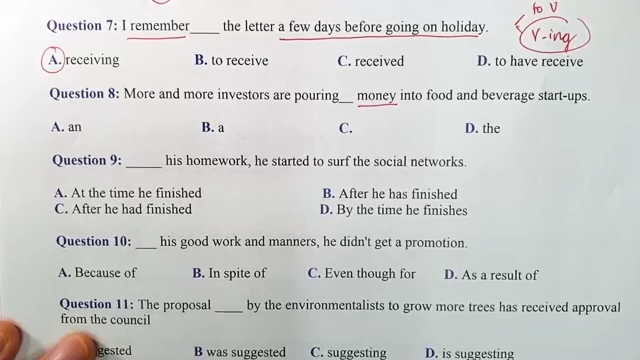 to V
Question 7: I remember____ the letter a few days before going on holiday.
V-ing
A. receiving B. to receive C. received D. to have receive
Question 8: More and more investors are pouring__ money into food and beverage start-ups.
A. an B. a C. D. the
Question 9: _____ his homework, he started to surf the social networks.
A. At the time he finished B. After he has finished
C. After he had finished D. By the time he finishes
Question 10: ___ his good work and manners, he didn't get a promotion.
A. Because of B. In spite of C. Even though for D. As a result of
Question 11: The proposal ____ by the environmentalists to grow more trees has received approval
from the council
gested B was suggested C. suggesting D. is suggesting